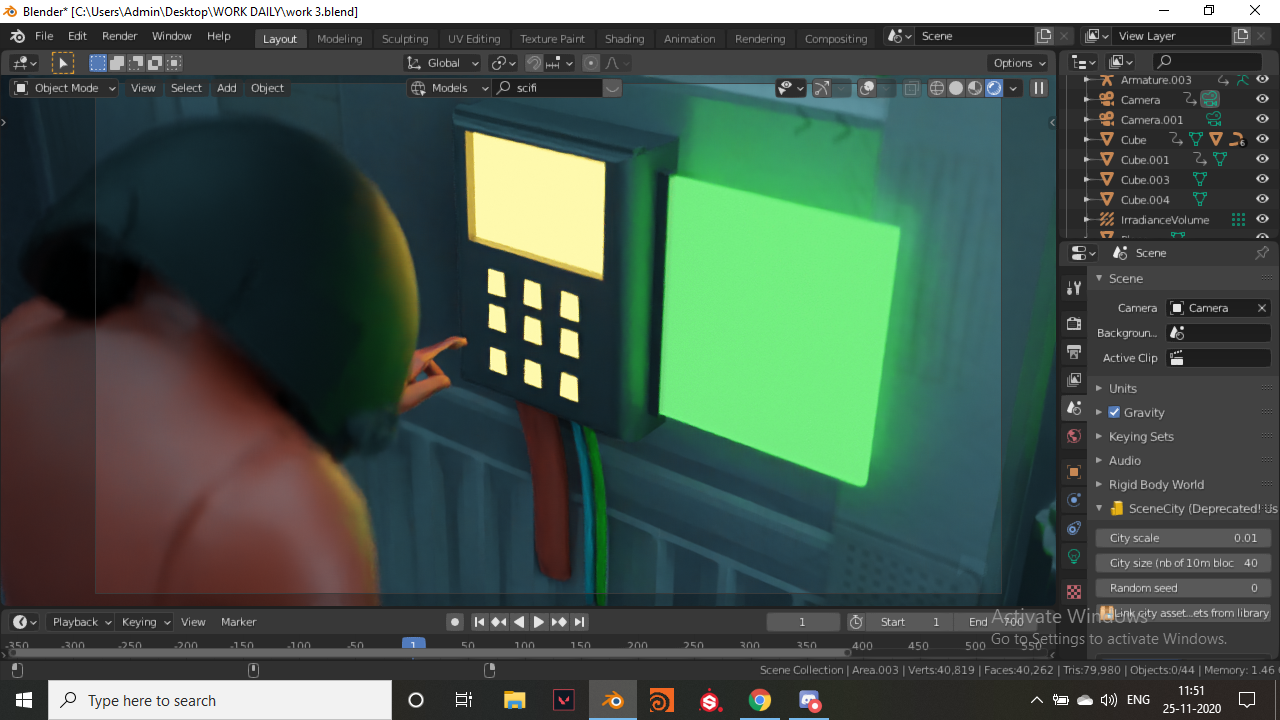 Blender* [C:\Users\Admin\Desktop\WORK DAILY\work 3.blend]
File Edit Render Window Help Layout Modeling Sculpting UV Editing Texture Paint Shading Animation Rendering Compositing Scene View Layer
Global Options
Object Mode View Select Add Object Models scifi
Armature.003
Camera
Camera.001
Cube
6
Cube.001
Cube.003
Cube.004
IrradianceVolume
Scene
Scene
Camera Camera
Backgroun...
Active Clip
Units
Gravity
Keying Sets
Audio
Rigid Body World
SceneCity (Deprecated! Us
City scale 0.01
City size (nb of 10m bloc 40
Random seed 0
Link city asset...ets from library
Activate Windows
Go to Settings to activate Windows.
Playback Keying View Marker 1 Start 1 End 700
-350 -300 -250 -200 -150 -100 -50 1 50 100 150 200 250 300 350 400 450 500 550
Scene Collection | Area.003 | Verts:40,819 | Faces:40,262 | Tris:79,980 | Objects:0/44 | Memory: 1.46
Type here to search
ENG
11:51
25-11-2020